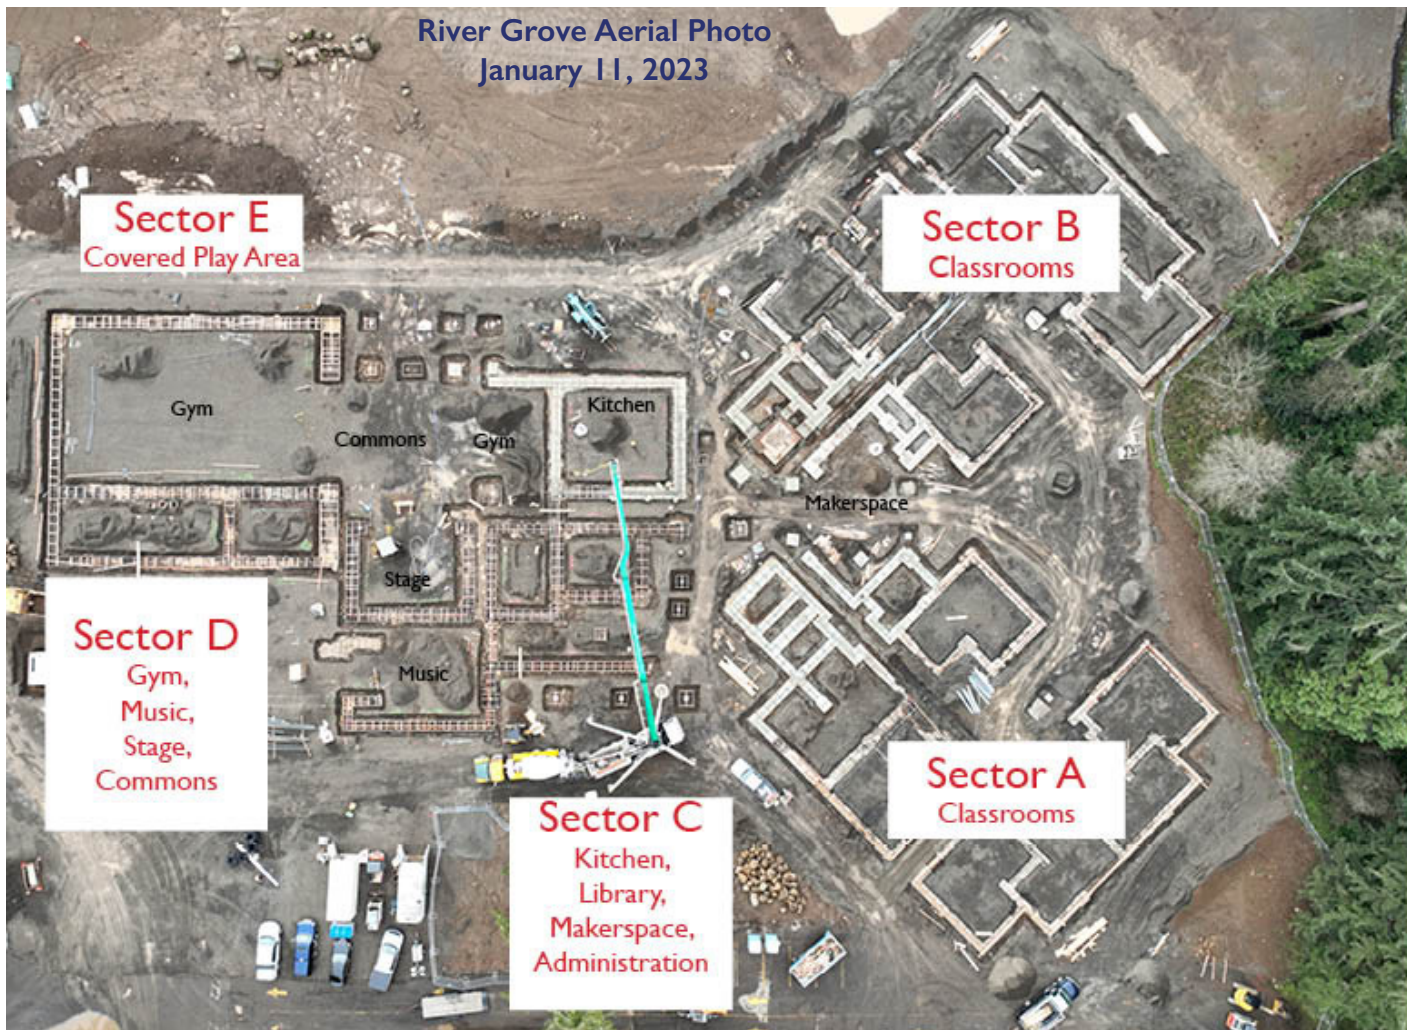 River Grove Aerial Photo
January 11, 2023
Sector E
Covered Play Area
Sector B
Classrooms
Gym
Commons
Gym
Kitchen
Makerspace
Stage
Music
Sector D
Gym,
Music,
Stage,
Commons
Sector C
Kitchen,
Library,
Makerspace,
Administration
Sector A
Classrooms